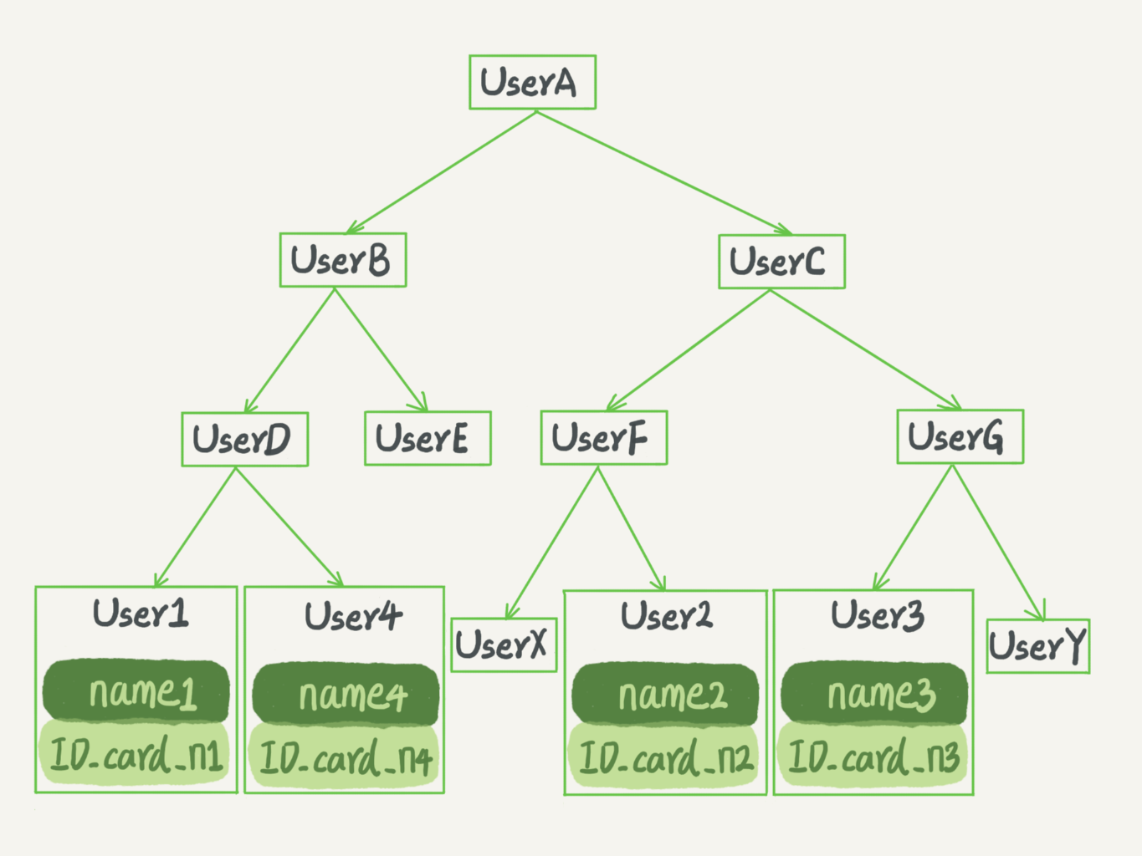 UserA
UserB
UserC
UserD
UserE
UserF
UserG
User1
name1
ID_card_n1
User4
name4
ID_card_n4
UserX
User2
name2
ID_card_n2
User3
name3
ID_card_n3
UserY